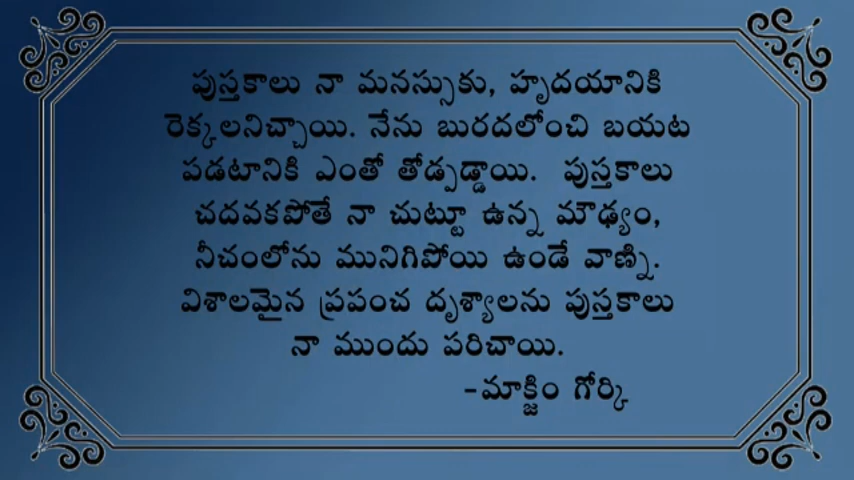 పుస్తకాలు నా మనస్సుకు, హృదయానికి
రెక్కలనిచ్చాయి. నేను బురదలోంచి బయట
పడటానికి ఎంతో తోడ్పడ్డాయి. పుస్తకాలు
చదవకపోతే నా చుట్టూ ఉన్న మౌఢ్యం,
నీచంలోను మునిగిపోయి ఉండే వాణ్ని.
విశాలమైన ప్రపంచ దృశ్యాలను పుస్తకాలు
నా ముందు పరిచాయి.
-మాక్జిం గోర్కి